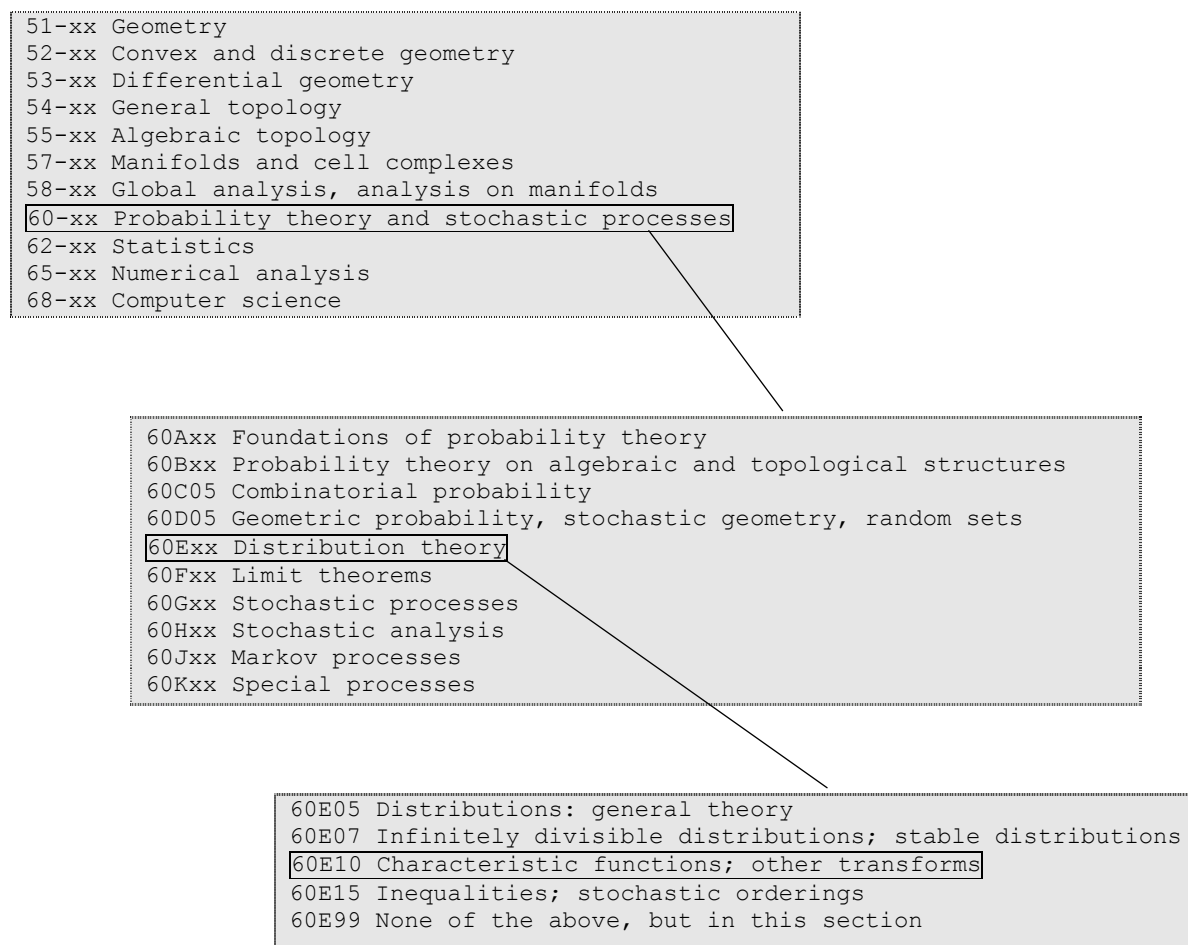 51-xx Geometry
52-xx Convex and discrete geometry
53-xx Differential geometry
54-xx General topology
55-xx Algebraic topology
57-xx Manifolds and cell complexes
58-xx Global analysis, analysis on manifolds
60-xx Probability theory and stochastic processes
62-xx Statistics
65-xx Numerical analysis
68-xx Computer science
60Axx Foundations of probability theory
60Bxx Probability theory on algebraic and topological structures
60C05 Combinatorial probability
60D05 Geometric probability, stochastic geometry, random sets
60Exx Distribution theory
60Fxx Limit theorems
60Gxx Stochastic processes
60Hxx Stochastic analysis
60Jxx Markov processes
60Kxx Special processes
60E05 Distributions: general theory
60E07 Infinitely divisible distributions; stable distributions
60E10 Characteristic functions; other transforms
60E15 Inequalities; stochastic orderings
60E99 None of the above, but in this section